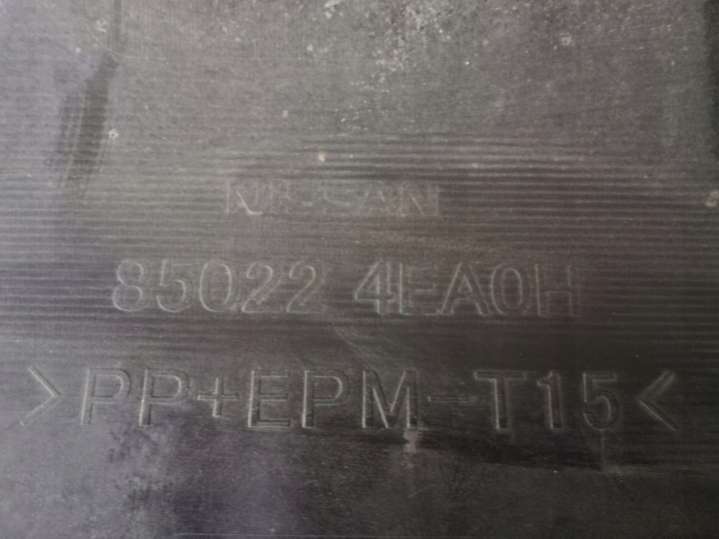 NISSAN
85022 4EA0H
>PP+EPM-T15<